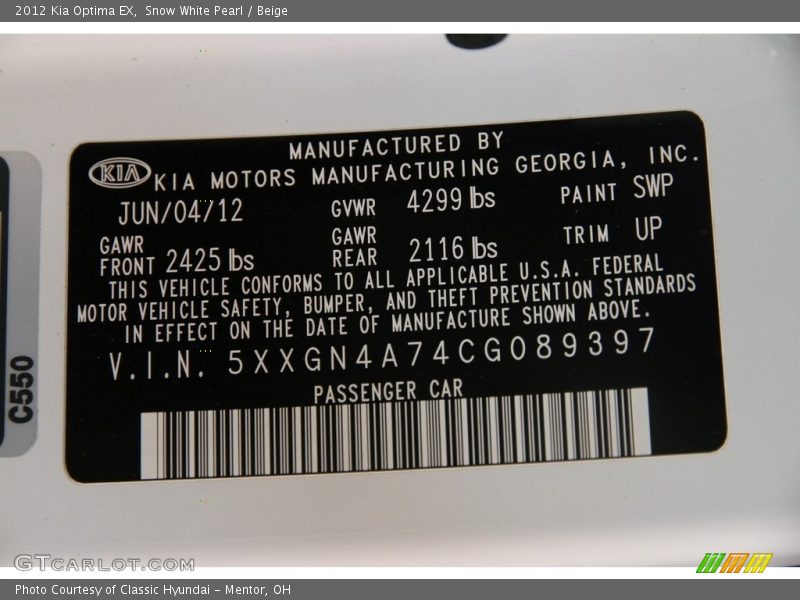 2012 Kia Optima EX, Snow White Pearl / Beige
MANUFACTURED BY
KIA KIA MOTORS MANUFACTURING GEORGIA, INC.
JUN/04/12 GVWR 4299 lbs PAINT SWP
GAWR FRONT 2425 lbs GAWR REAR 2116 lbs TRIM UP
THIS VEHICLE CONFORMS TO ALL APPLICABLE U.S.A. FEDERAL
MOTOR VEHICLE SAFETY, BUMPER, AND THEFT PREVENTION STANDARDS
IN EFFECT ON THE DATE OF MANUFACTURE SHOWN ABOVE.
V.I.N. 5XXGN4A74CG089397
PASSENGER CAR
C550
GTCARLOT.COM
Photo Courtesy of Classic Hyundai - Mentor, OH